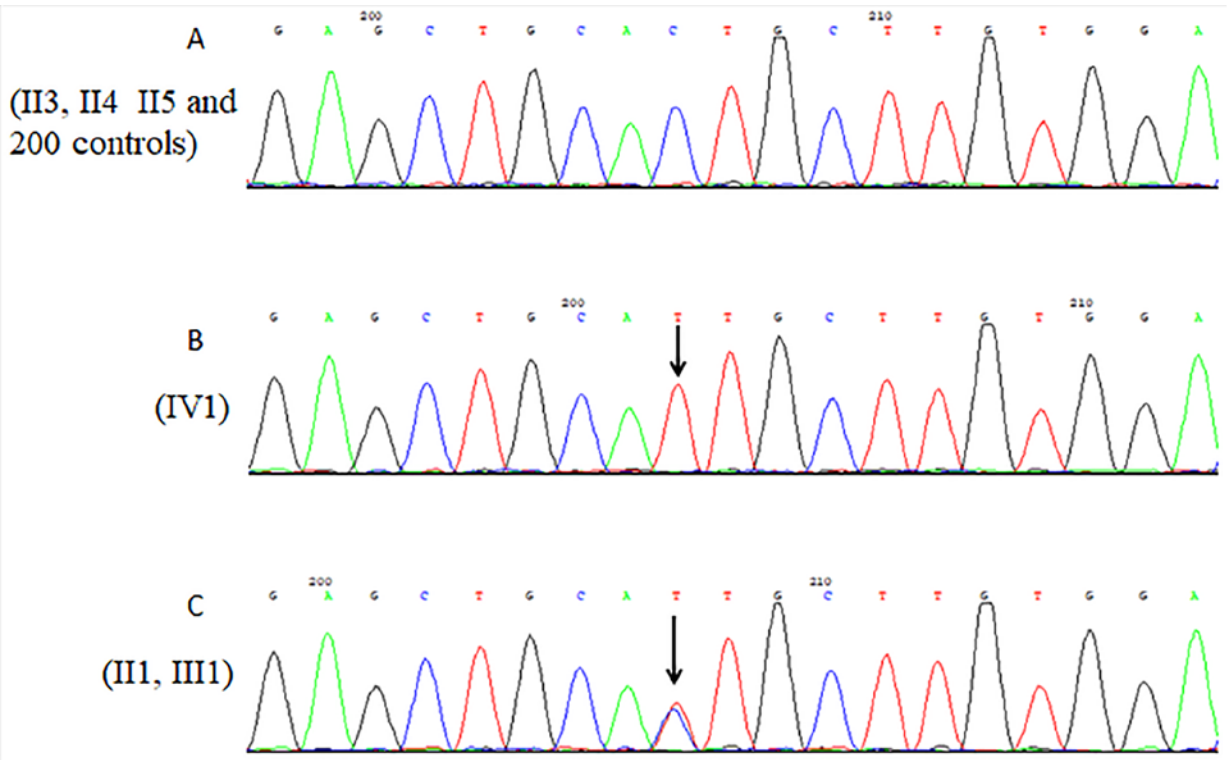 200 210
A G A G C T G C A C T G C T T G T G G A
(II3, II4 II5 and
200 controls)
200 210
G A G C T G C A T T G C T T G T G G A
B
(IV1)
200 210
G A G C T G C A T T G C T T G T G G A
C
(II1, III1)